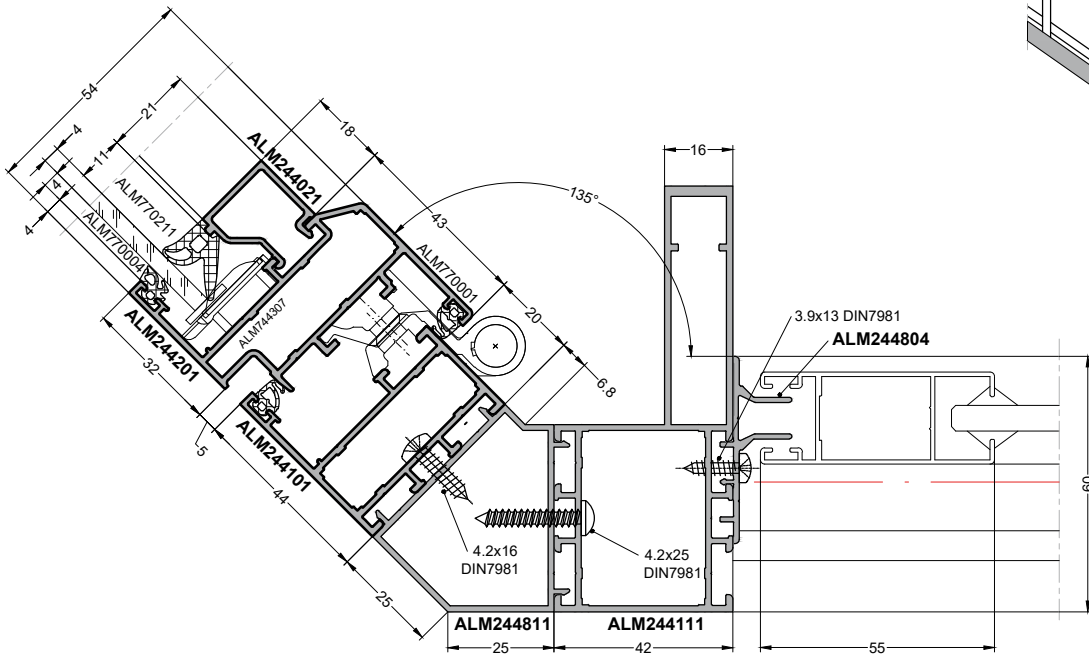 54
21
4
11
4
4
18
ALM244021
16
ALM770211
43
135°
ALM770004
ALM770001
20
3.9x13 DIN7981
ALM244804
ALM744307
ALM244201
6.8
32
5
ALM244101
44
60
4.2x16
DIN7981
4.2x25
DIN7981
25
ALM244811
ALM244111
25
42
55